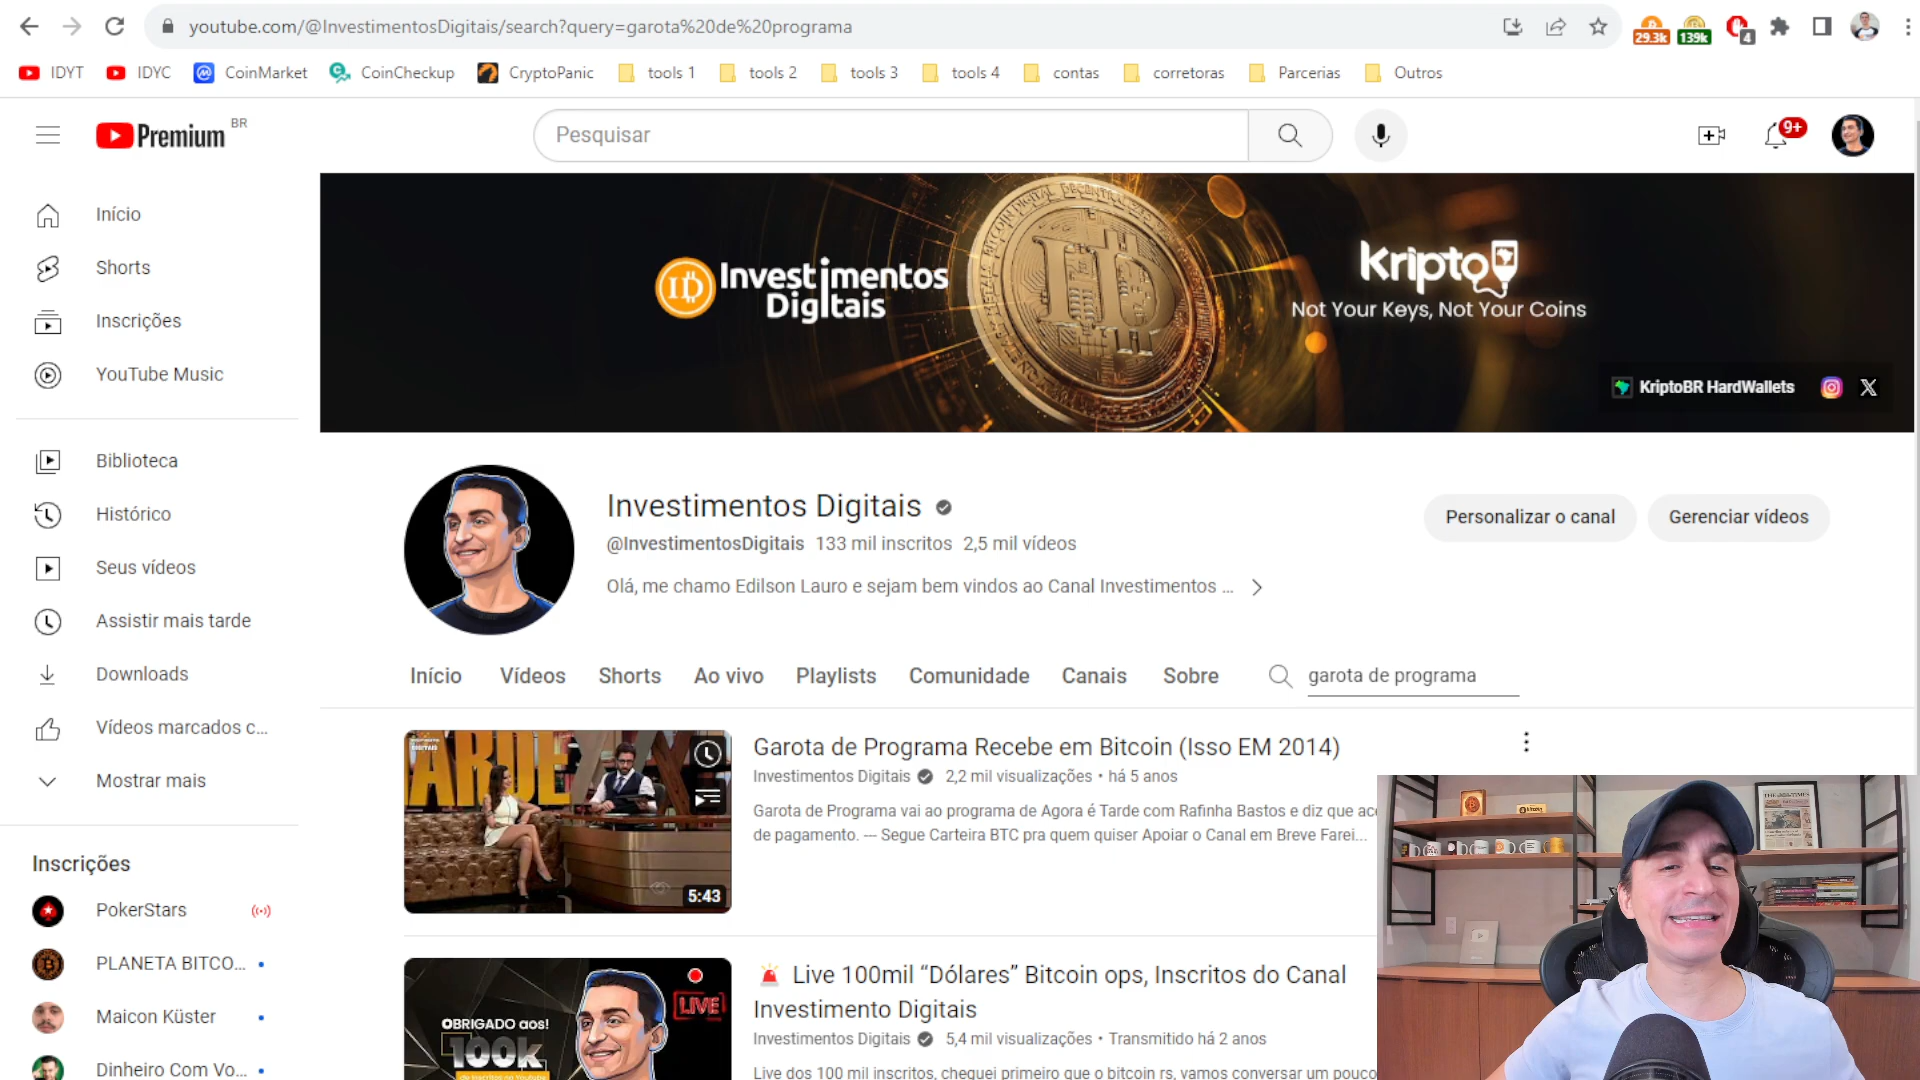 youtube.com/@InvestimentosDigitais/search?query=garota%20de%20programa
29.3k
139k
4
IDYT
IDYC
CoinMarket
CoinCheckup
CryptoPanic
tools 1
tools 2
tools 3
tools 4
contas
corretoras
Parcerias
Outros
Premium
BR
Pesquisar
9+
Início
Shorts
Inscrições
YouTube Music
Biblioteca
Histórico
Seus vídeos
Assistir mais tarde
Downloads
Vídeos marcados c...
Mostrar mais
Inscrições
PokerStars
PLANETA BITCO...
Maicon Küster
Dinheiro Com Vo...
Investimentos
Digitais
Kripto
Not Your Keys, Not Your Coins
KriptoBR HardWallets
Investimentos Digitais
@InvestimentosDigitais 133 mil inscritos 2,5 mil vídeos
Olá, me chamo Edilson Lauro e sejam bem vindos ao Canal Investimentos ...
Personalizar o canal
Gerenciar vídeos
Início
Vídeos
Shorts
Ao vivo
Playlists
Comunidade
Canais
Sobre
garota de programa
ARDE
5:43
Garota de Programa Recebe em Bitcoin (Isso EM 2014)
Investimentos Digitais 2,2 mil visualizações • há 5 anos
Garota de Programa vai ao programa de Agora é Tarde com Rafinha Bastos e diz que ace
de pagamento. --- Segue Carteira BTC pra quem quiser Apoiar o Canal em Breve Farei...
OBRIGADO aos!
100k
de inscritos no Youtube
LIVE
Live 100mil “Dólares” Bitcoin ops, Inscritos do Canal
Investimento Digitais
Investimentos Digitais 5,4 mil visualizações • Transmitido há 2 anos
Live dos 100 mil inscritos, cheguei primeiro que o bitcoin rs, vamos conversar um pouco